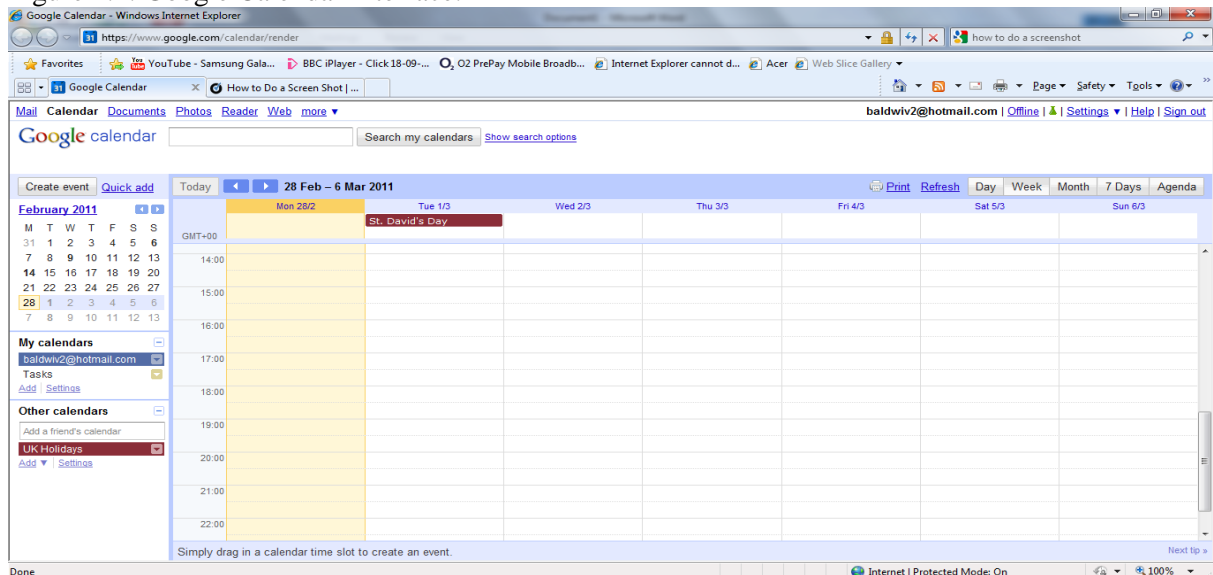 Google Calendar - Windows Internet Explorer
https://www.google.com/calendar/render how to do a screenshot
Favorites YouTube - Samsung Gala... BBC iPlayer - Click 18-09-... O2 PrePay Mobile Broadb... Internet Explorer cannot d... Acer Web Slice Gallery
Google Calendar How to Do a Screen Shot | ... Page Safety Tools
Mail Calendar Documents Photos Reader Web more baldwiv2@hotmail.com | Offline | Settings | Help | Sign out
Google calendar Search my calendars Show search options
Create event Quick add Today 28 Feb – 6 Mar 2011 Print Refresh Day Week Month 7 Days Agenda
February 2011 Mon 28/2 Tue 1/3 Wed 2/3 Thu 3/3 Fri 4/3 Sat 5/3 Sun 6/3
St. David's Day
M T W T F S S
GMT+00
31 1 2 3 4 5 6
7 8 9 10 11 12 13
14 15 16 17 18 19 20
21 22 23 24 25 26 27
28 1 2 3 4 5 6
7 8 9 10 11 12 13
14:00
15:00
16:00
17:00
18:00
19:00
20:00
21:00
22:00
My calendars
baldwiv2@hotmail.com
Tasks
Add Settings
Other calendars
Add a friend's calendar
UK Holidays
Add Settings
Simply drag in a calendar time slot to create an event. Next tip »
Done Internet | Protected Mode: On 100%